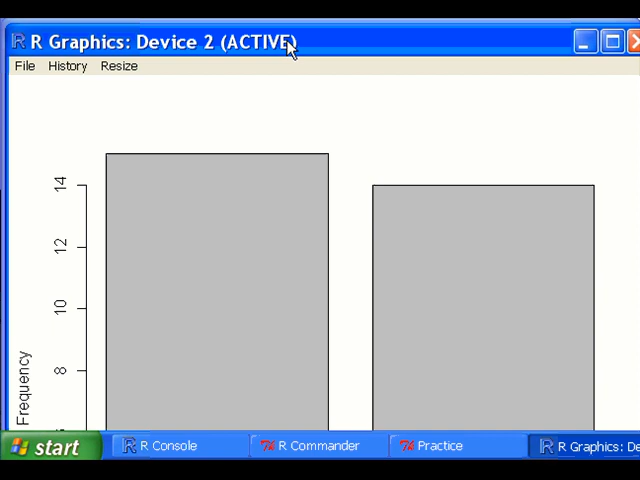 R Graphics: Device 2 (ACTIVE)
File History Resize
14
12
10
8
Frequency
start R Console R Commander Practice R Graphics: De